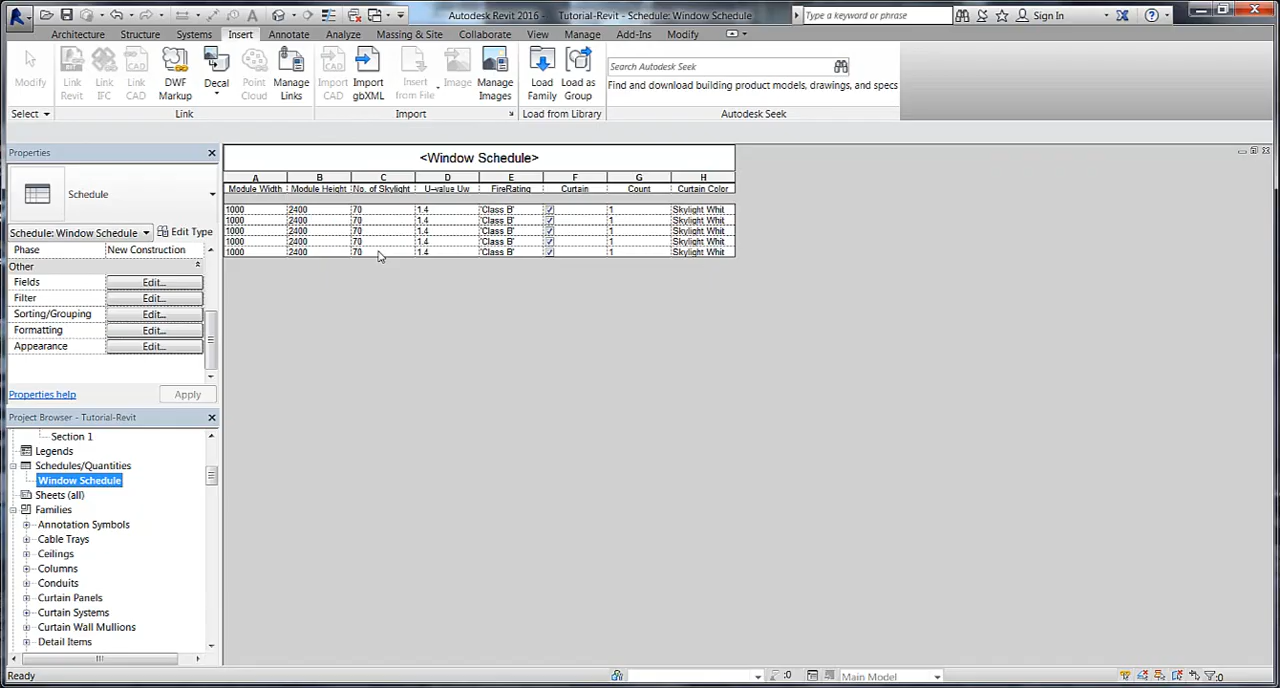 Autodesk Revit 2016 - Tutorial-Revit - Schedule: Window Schedule
Type a keyword or phrase
Sign In
Architecture Structure Systems Insert Annotate Analyze Massing & Site Collaborate View Manage Add-Ins Modify
Modify
Link Revit
Link IFC
Link CAD
DWF Markup
Decal
Point Cloud
Manage Links
Import CAD
Import gbXML
Insert from File
Image
Manage Images
Load Family
Load as Group
Search Autodesk Seek
Find and download building product models, drawings, and specs
Select Link Import Load from Library Autodesk Seek
Properties
Schedule
Schedule: Window Schedule Edit Type
Phase New Construction
Other
Fields Edit...
Filter Edit...
Sorting/Grouping Edit...
Formatting Edit...
Appearance Edit...
Properties help Apply
<Window Schedule>
A B C D E F G H
Module Width Module Height No. of Skylight U-value Uw FireRating Curtain Count Curtain Color
1000 2400 70 1.4 'Class B' 1 Skylight Whit
1000 2400 70 1.4 'Class B' 1 Skylight Whit
1000 2400 70 1.4 'Class B' 1 Skylight Whit
1000 2400 70 1.4 'Class B' 1 Skylight Whit
1000 2400 70 1.4 'Class B' 1 Skylight Whit
Project Browser - Tutorial-Revit
Section 1
Legends
Schedules/Quantities
Window Schedule
Sheets (all)
Families
Annotation Symbols
Cable Trays
Ceilings
Columns
Conduits
Curtain Panels
Curtain Systems
Curtain Wall Mullions
Detail Items
Ready
:0
Main Model
:0